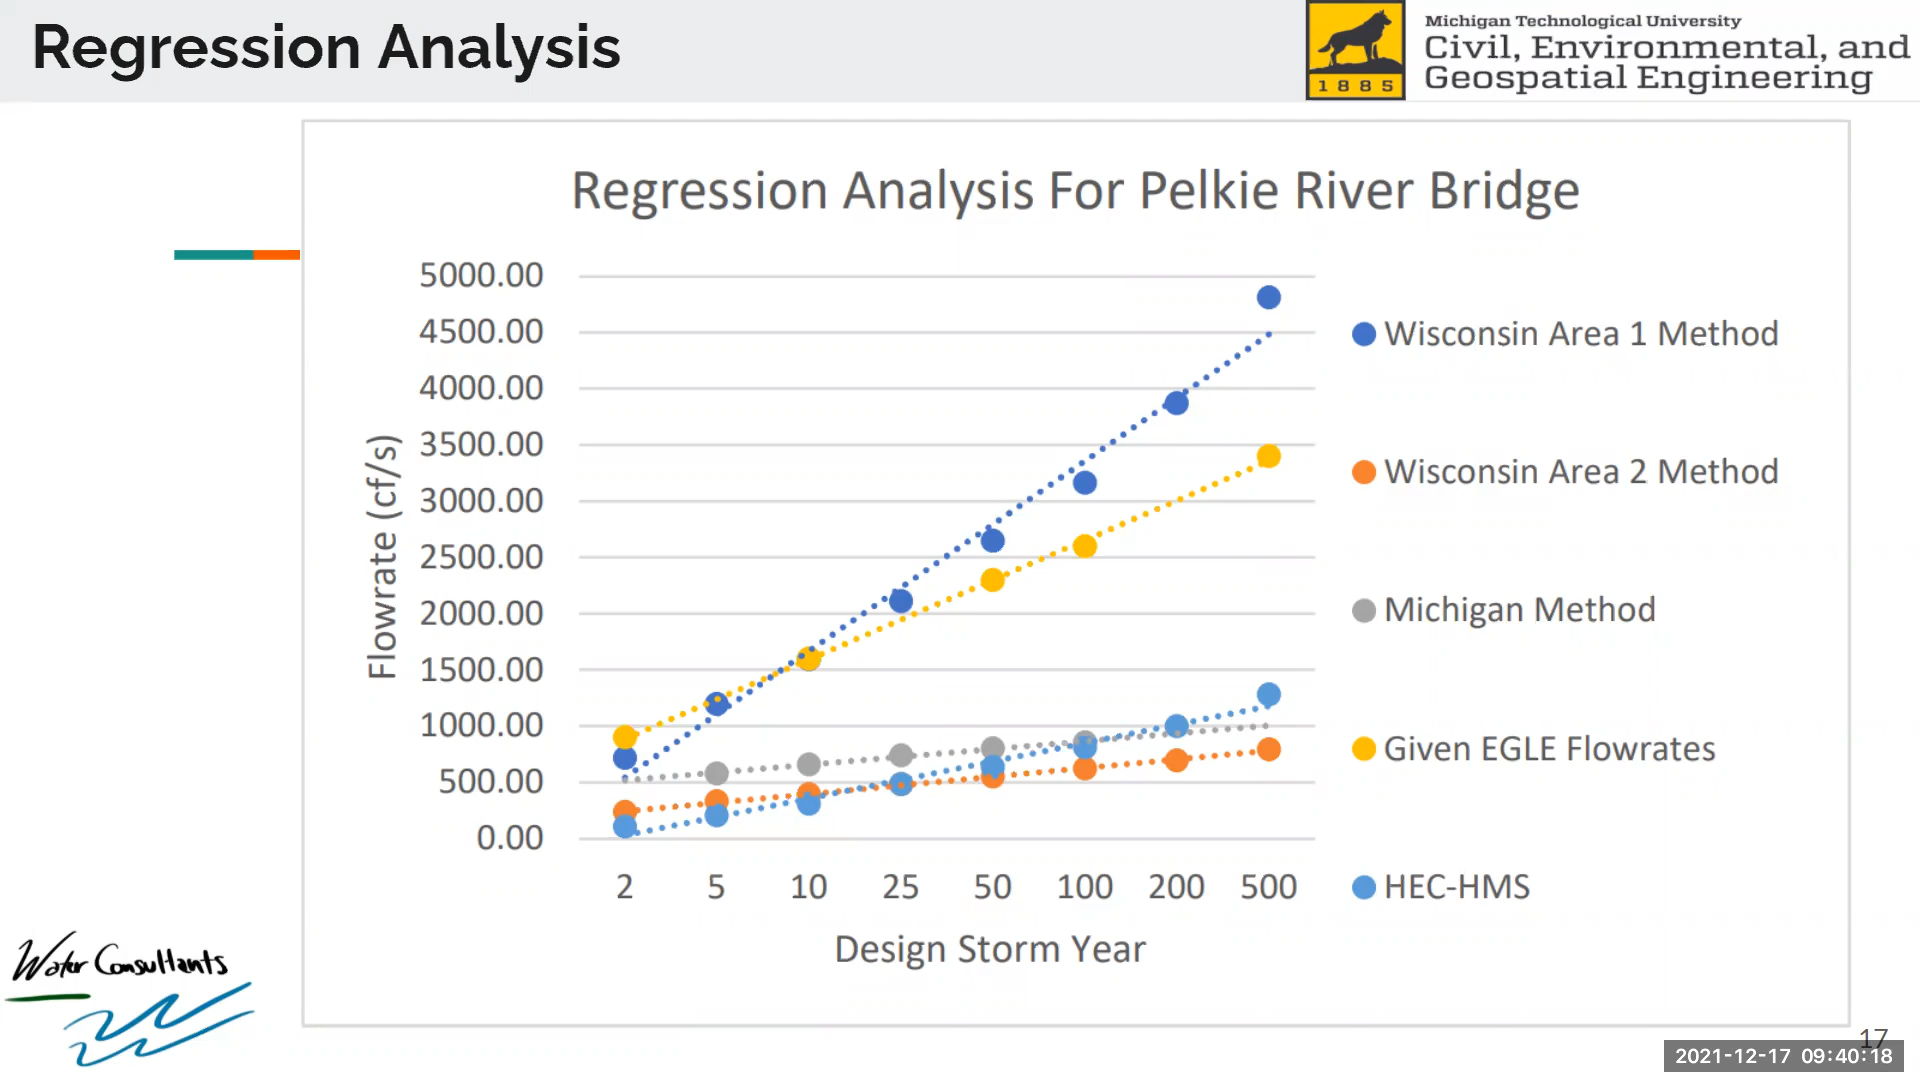 Regression Analysis
Michigan Technological University
Civil, Environmental, and
Geospatial Engineering
1885
Regression Analysis For Pelkie River Bridge
Flowrate (cf/s)
5000.00
4500.00
4000.00
3500.00
3000.00
2500.00
2000.00
1500.00
1000.00
500.00
0.00
2 5 10 25 50 100 200 500
Design Storm Year
Wisconsin Area 1 Method
Wisconsin Area 2 Method
Michigan Method
Given EGLE Flowrates
HEC-HMS
Water Consultants
17
2021-12-17 09:40:18